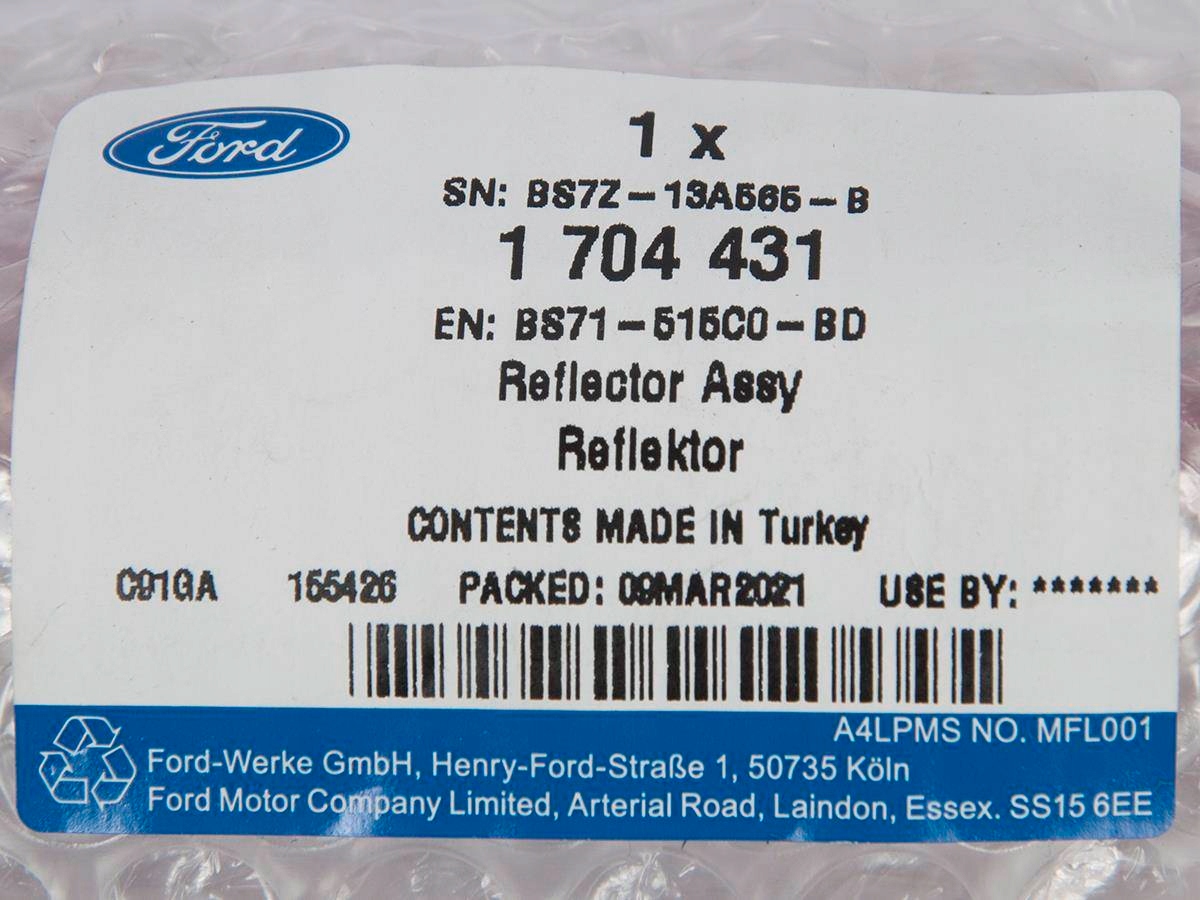 Ford
1 x
SN: BS7Z-13A565-B
1 704 431
EN: BS71-515C0-BD
Reflector Assy
Reflektor
CONTENTS MADE IN Turkey
C91GA 155426 PACKED: 09MAR2021 USE BY: *******
A4LPMS NO. MFL001
Ford-Werke GmbH, Henry-Ford-Straße 1, 50735 Köln
Ford Motor Company Limited, Arterial Road, Laindon, Essex. SS15 6EE